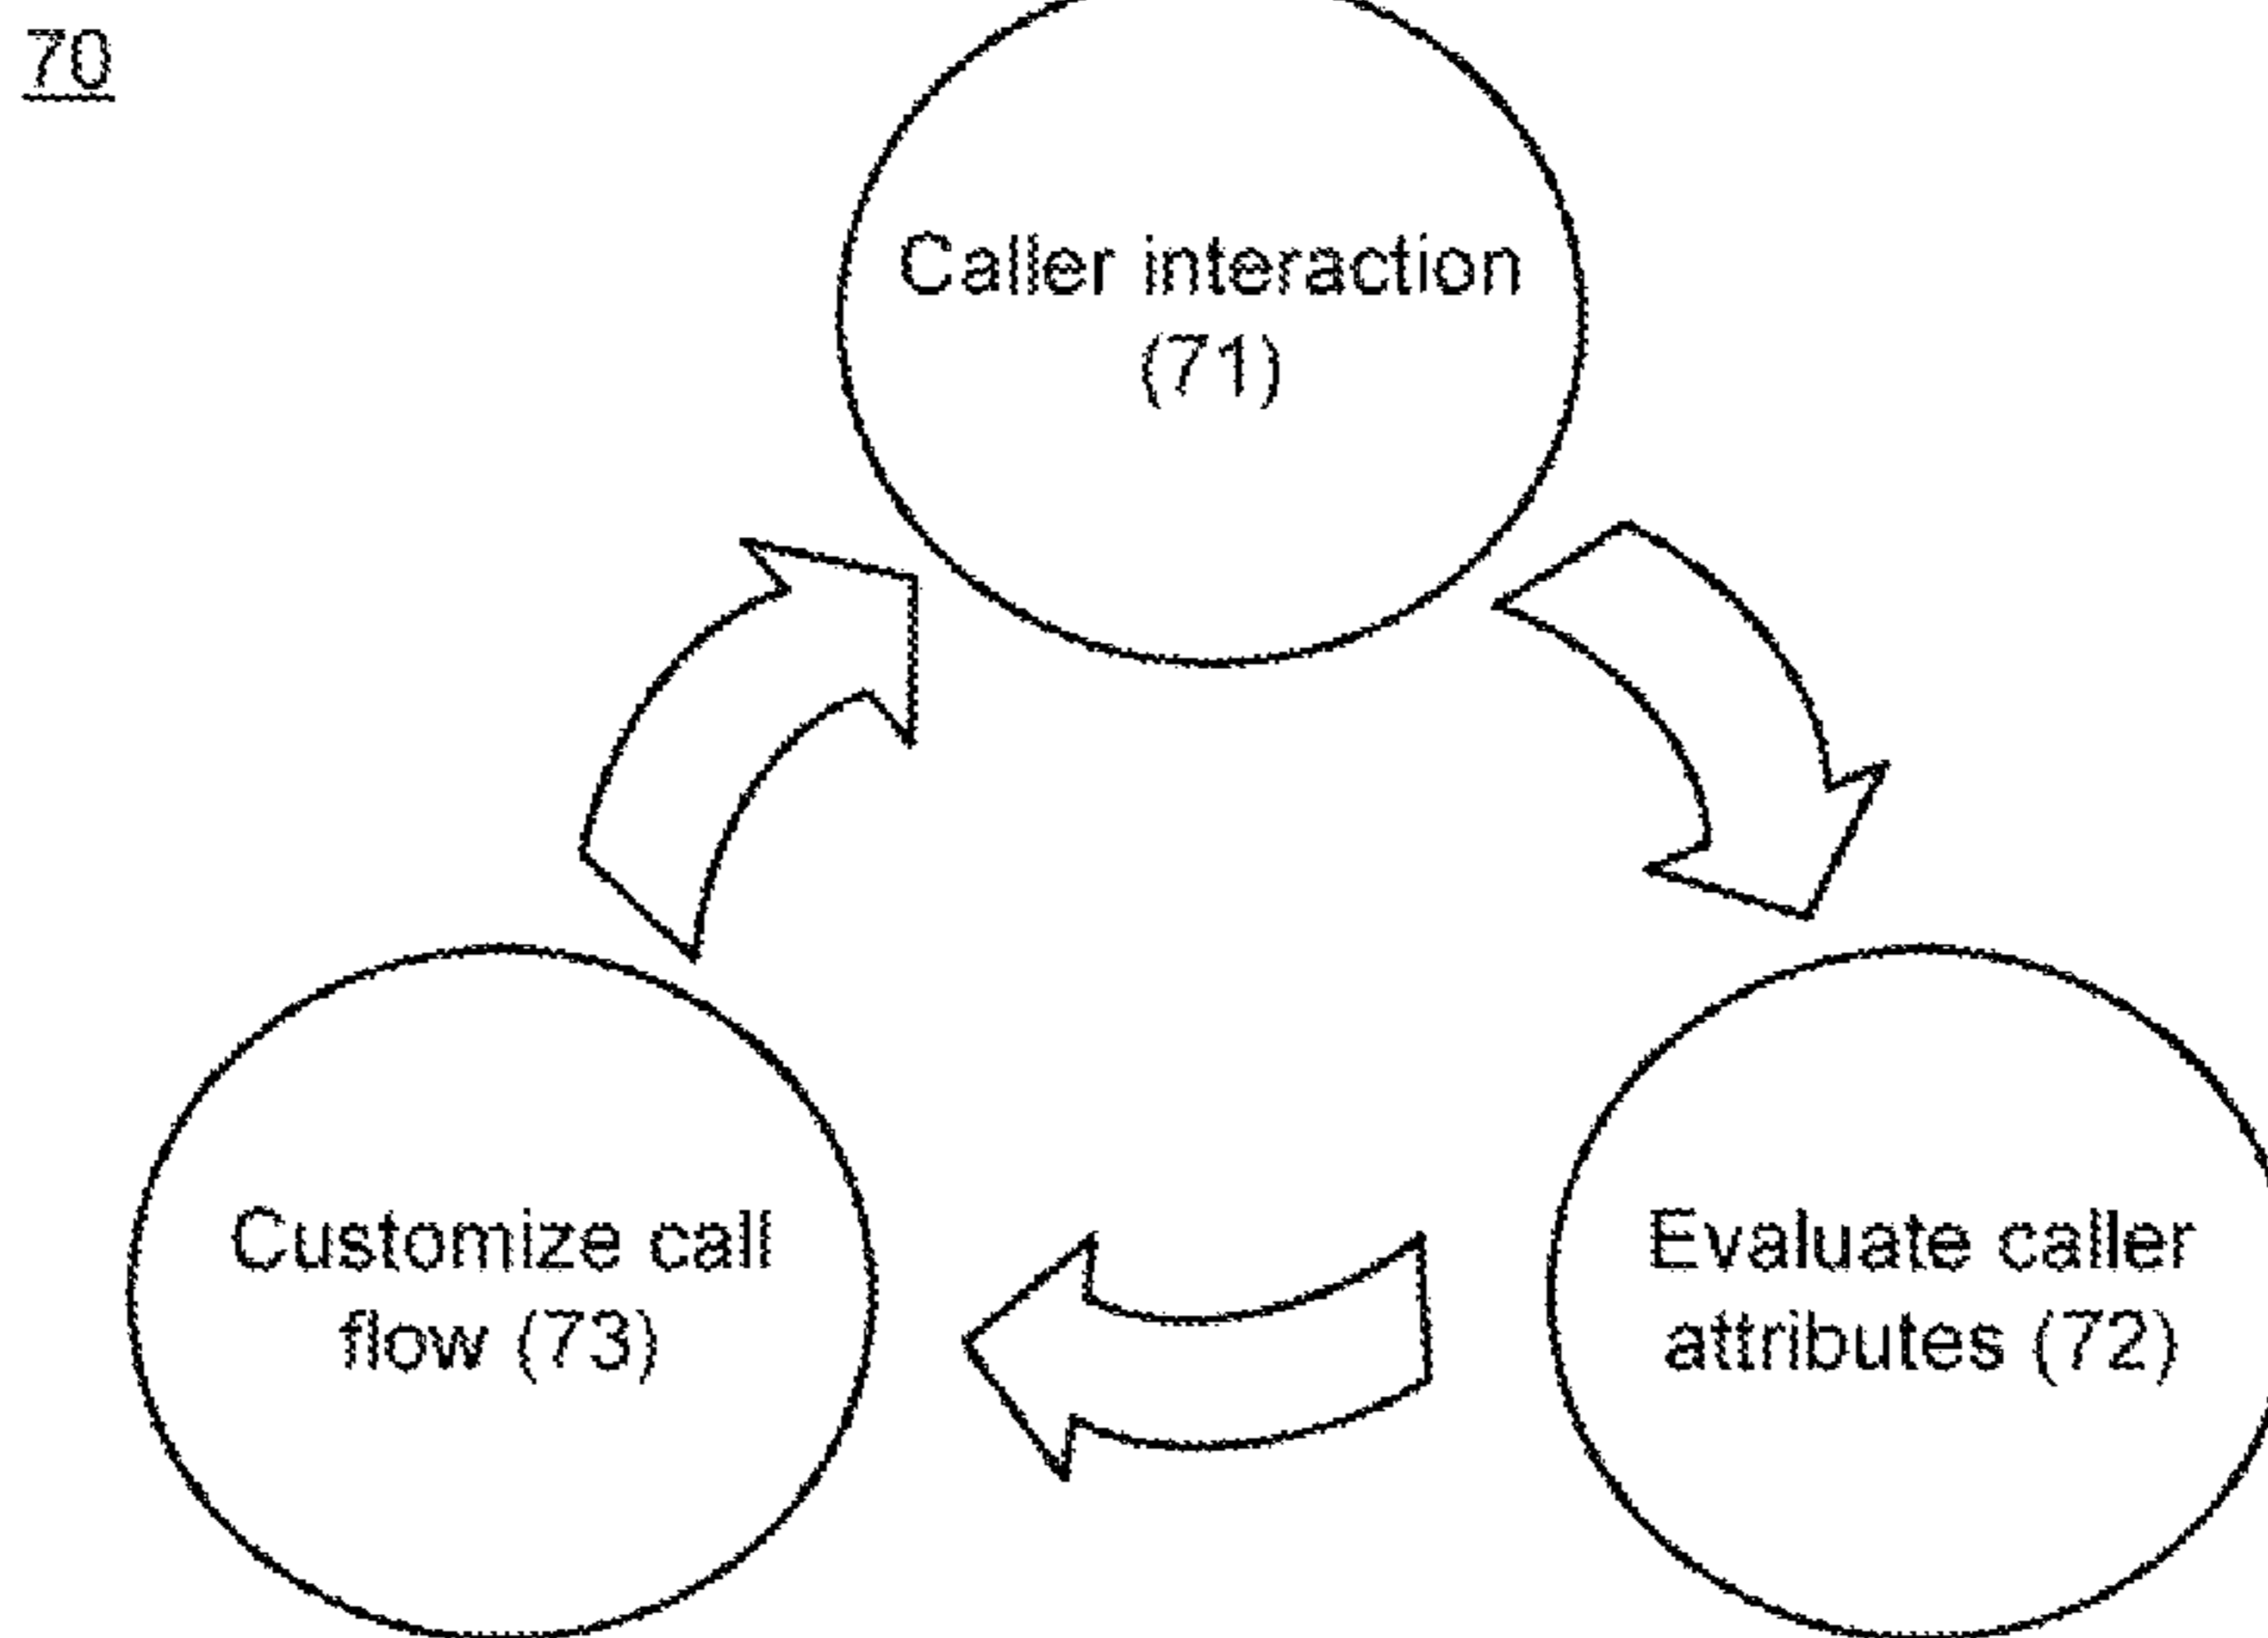 70
Caller interaction
(71)
Customize call
flow (73)
Evaluate caller
attributes (72)